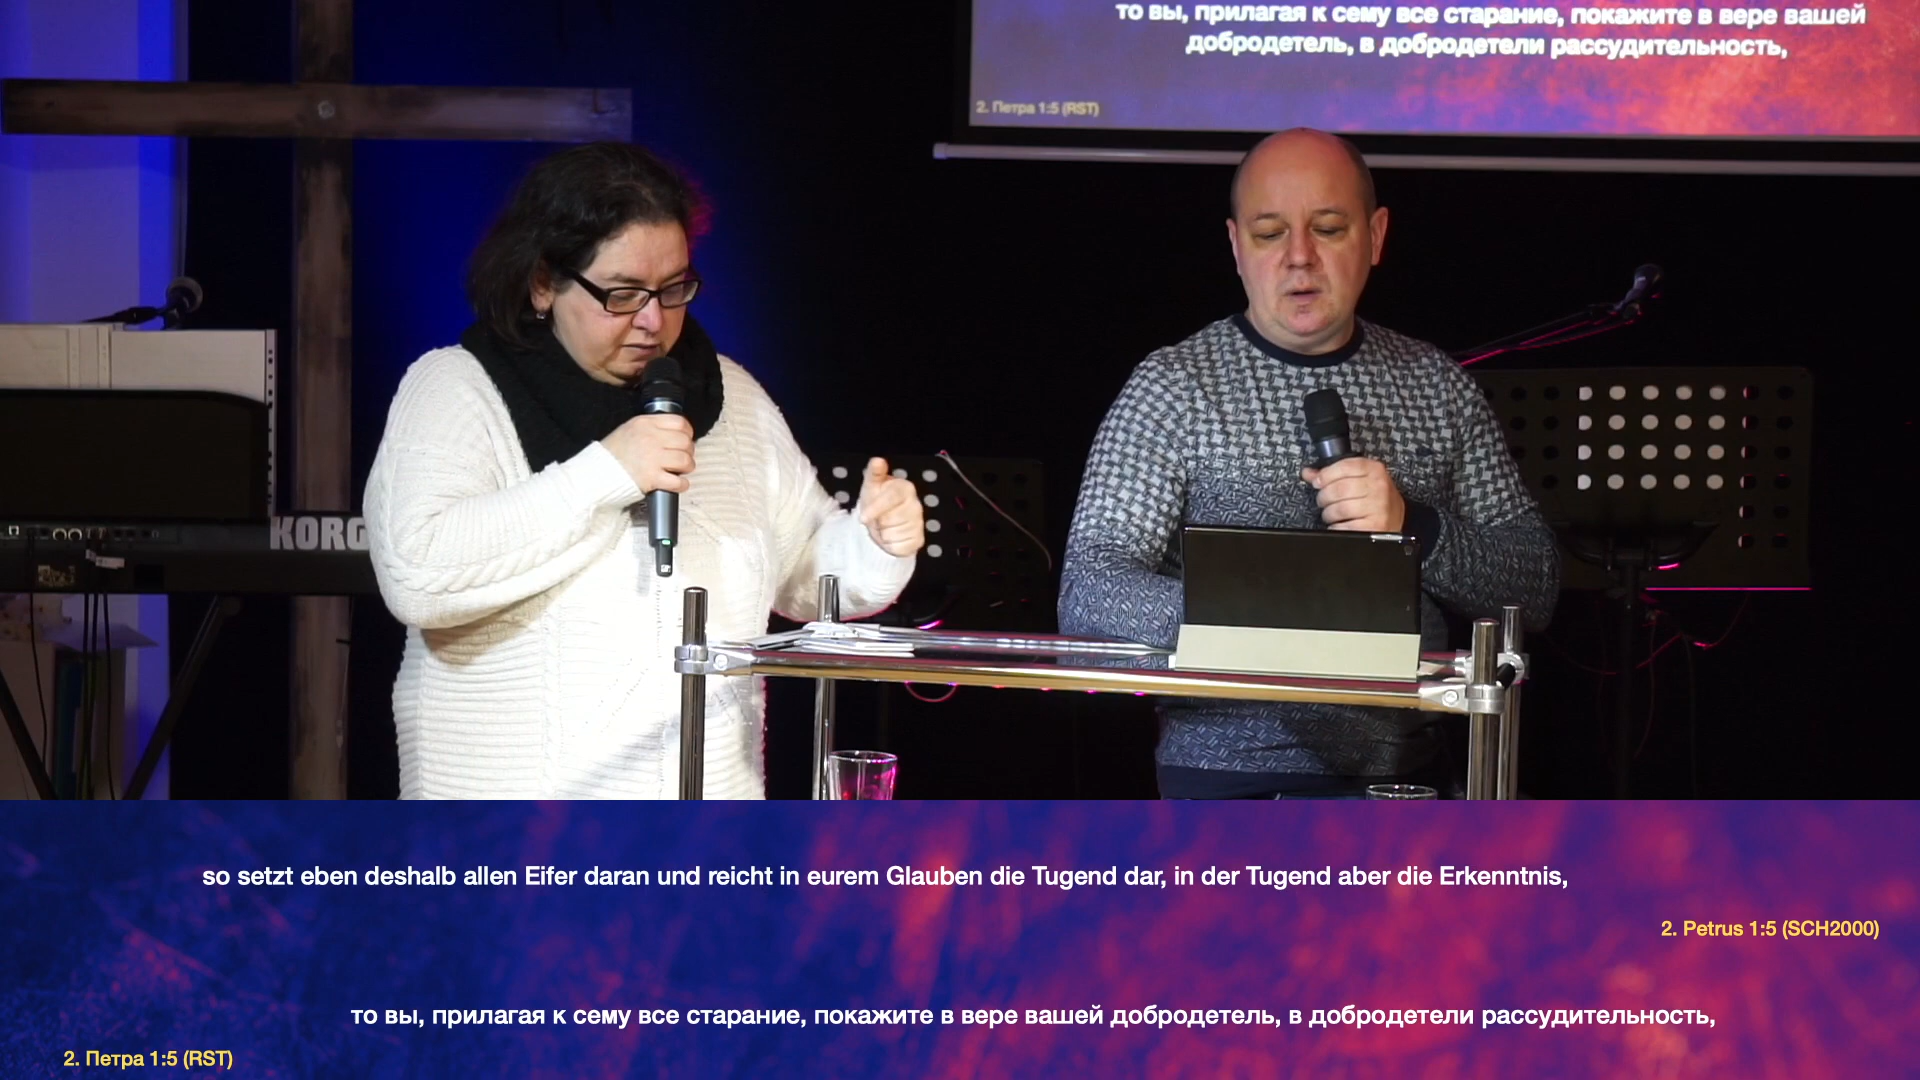 то вы, прилагая к сему все старание, покажите в вере вашей
добродетель, в добродетели рассудительность,
2. Петра 1:5 (RST)
KORG
so setzt eben deshalb allen Eifer daran und reicht in eurem Glauben die Tugend dar, in der Tugend aber die Erkenntnis,
2. Petrus 1:5 (SCH2000)
то вы, прилагая к сему все старание, покажите в вере вашей добродетель, в добродетели рассудительность,
2. Петра 1:5 (RST)